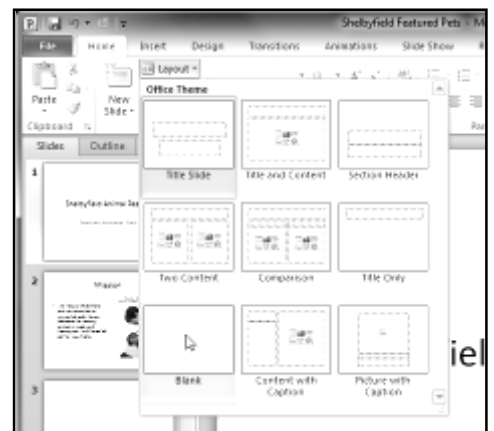 Shelbyfield Featured Pets - M
File Home Insert Design Transitions Animations Slide Show
Layout
Paste New Slide
Clipboard
Office Theme
Slides Outline
Title Slide Title and Content Section Header
1
Two Content Comparison Title Only
2
Blank Content with Caption Picture with Caption
iel
3